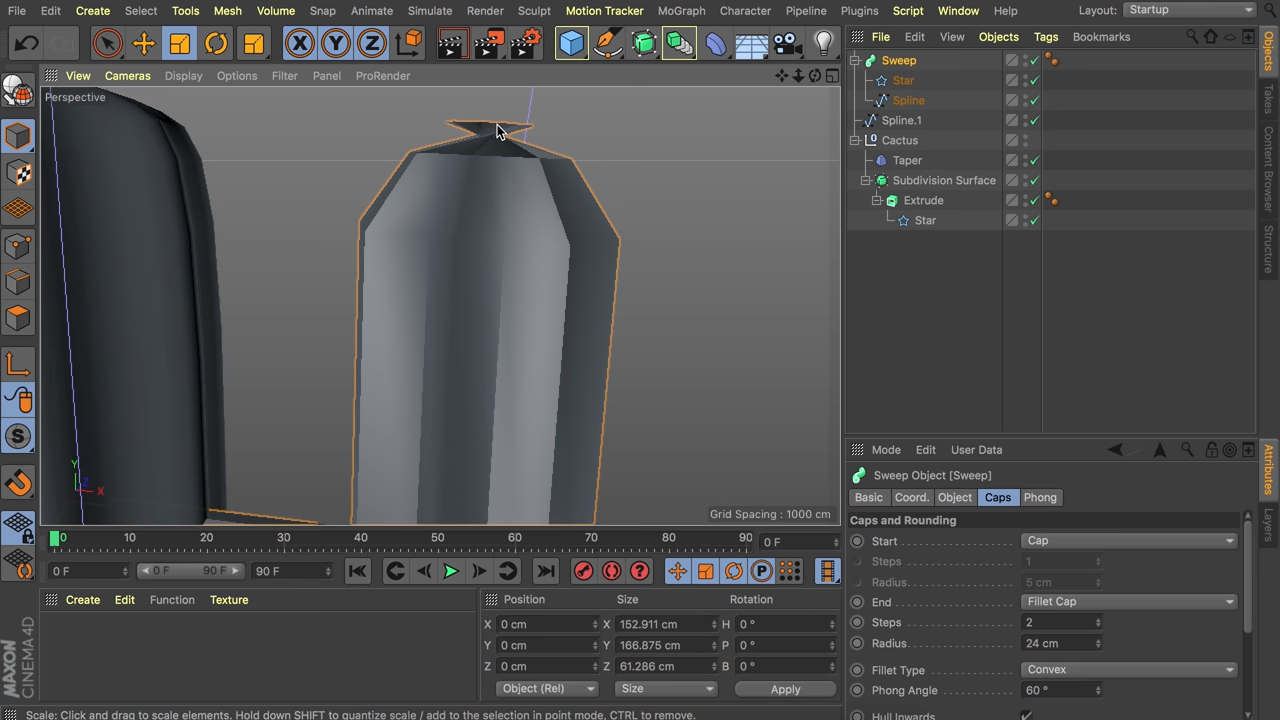 File Edit Create Select Tools Mesh Volume Snap Animate Simulate Render Sculpt Motion Tracker MoGraph Character Pipeline Plugins Script Window Help Layout: Startup
X Y Z
File Edit View Objects Tags Bookmarks
View Cameras Display Options Filter Panel ProRender
Perspective
Sweep
Star
Spline
Spline.1
Cactus
Taper
Subdivision Surface
Extrude
Star
Y
Z
X
Grid Spacing : 1000 cm
Objects
Takes
Content Browser
Structure
Mode Edit User Data
Sweep Object [Sweep]
Basic Coord. Object Caps Phong
Caps and Rounding
Start Cap
Steps 1
Radius 5 cm
End Fillet Cap
Steps 2
Radius 24 cm
Fillet Type Convex
Phong Angle 60 °
Hull Inwards
Attributes
Layers
0 10 20 30 40 50 60 70 80 90 0 F
0 F 0 F 90 F 90 F
Create Edit Function Texture
Position Size Rotation
X 0 cm X 152.911 cm H 0 °
Y 0 cm Y 166.875 cm P 0 °
Z 0 cm Z 61.286 cm B 0 °
Object (Rel) Size Apply
MAXON
CINEMA 4D
Scale: Click and drag to scale elements. Hold down SHIFT to quantize scale / add to the selection in point mode, CTRL to remove.